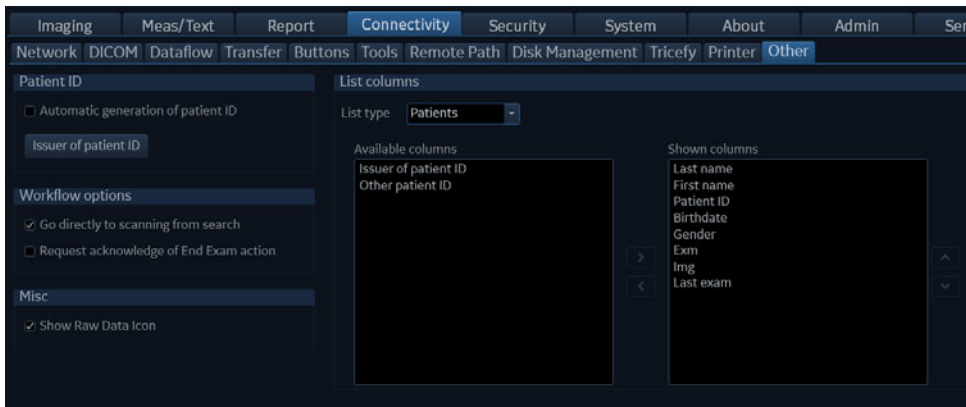 Imaging Meas/Text Report Connectivity Security System About Admin
Network DICOM Dataflow Transfer Buttons Tools Remote Path Disk Management Tricefy Printer Other
Patient ID
Automatic generation of patient ID
Issuer of patient ID
Workflow options
Go directly to scanning from search
Request acknowledge of End Exam action
Misc
Show Raw Data Icon
List columns
List type Patients
Available columns
Issuer of patient ID
Other patient ID
Shown columns
Last name
First name
Patient ID
Birthdate
Gender
Exm
Img
Last exam